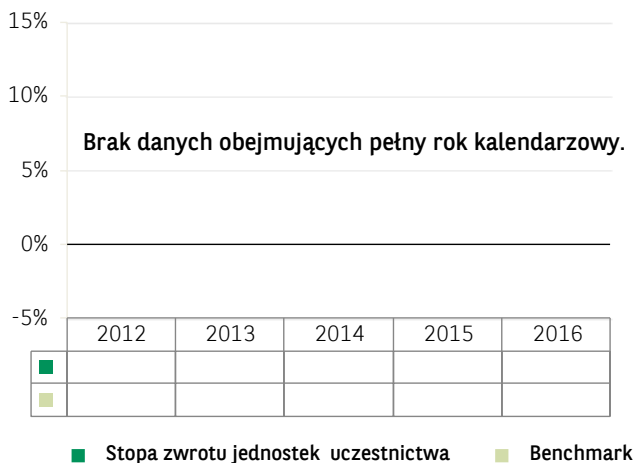 15%
10%
Brak danych obejmujących pełny rok kalendarzowy.
5%
0%
-5%
2012 2013 2014 2015 2016
Stopa zwrotu jednostek uczestnictwa Benchmark